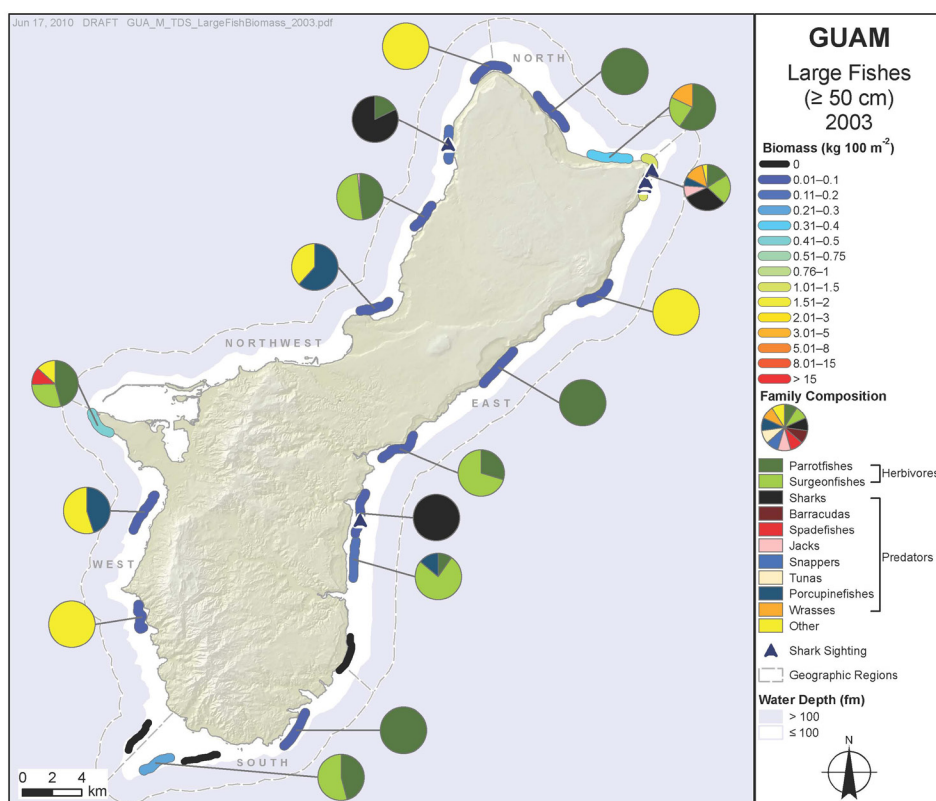 Jun 17, 2010 DRAFT GUA_M_TDS_LargeFishBiomass_2003.pdf
NORTH
NORTHWEST
EAST
WEST
SOUTH
0 2 4
km
GUAM
Large Fishes
(≥ 50 cm)
2003
Biomass (kg 100 m⁻²)
0
0.01–0.1
0.11–0.2
0.21–0.3
0.31–0.4
0.41–0.5
0.51–0.75
0.76–1
1.01–1.5
1.51–2
2.01–3
3.01–5
5.01–8
8.01–15
> 15
Family Composition
Parrotfishes
Surgeonfishes
Herbivores
Sharks
Barracudas
Spadefishes
Jacks
Snappers
Tunas
Porcupinefishes
Wrasses
Predators
Other
Shark Sighting
Geographic Regions
Water Depth (fm)
> 100
≤ 100
N